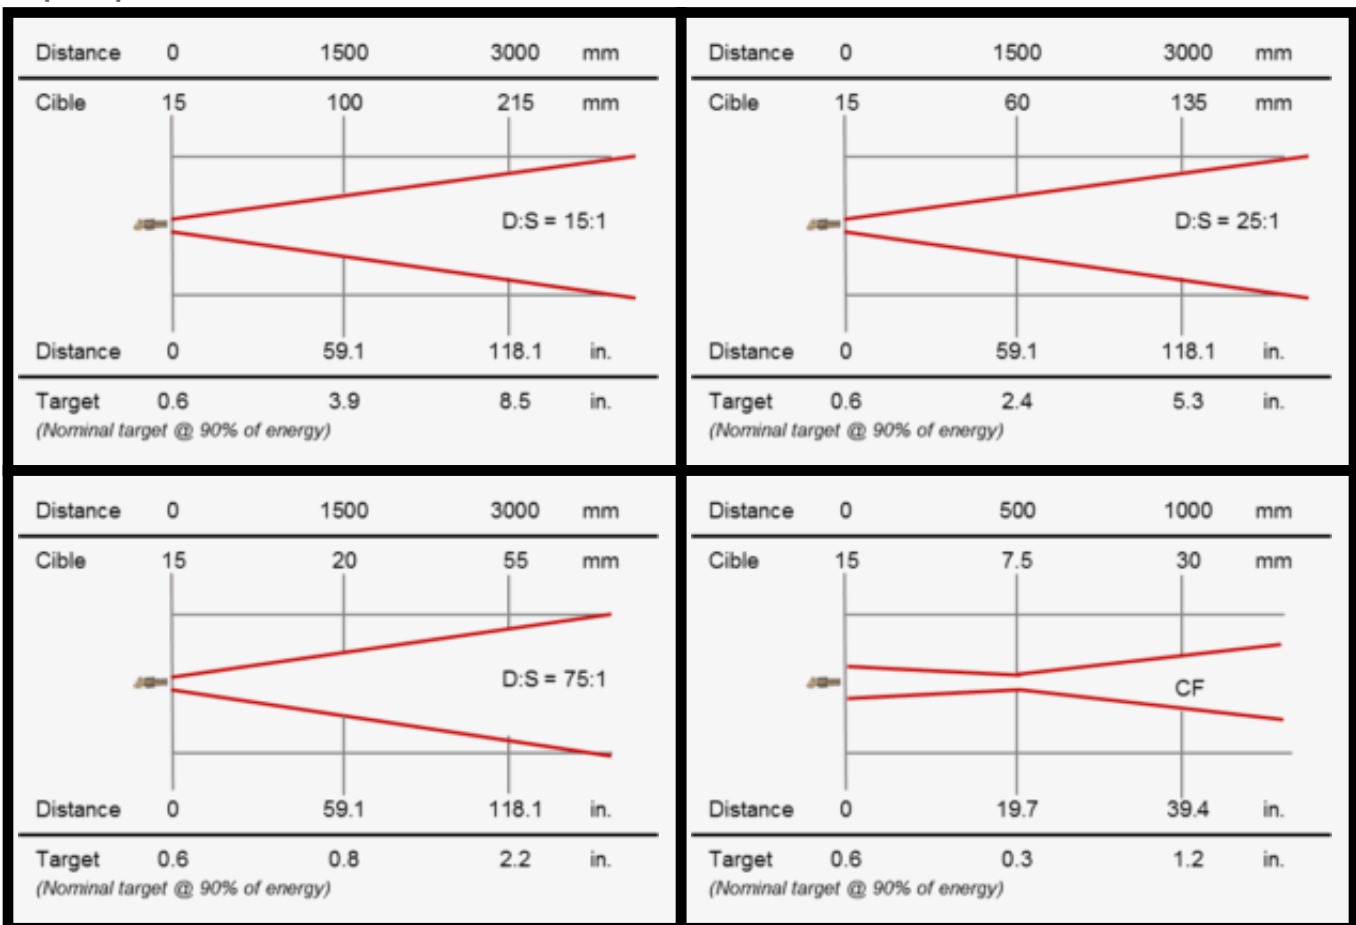 Distance 0 1500 3000 mm
Cible 15 100 215 mm
D:S = 15:1
Distance 0 59.1 118.1 in.
Target 0.6 3.9 8.5 in.
(Nominal target @ 90% of energy)
Distance 0 1500 3000 mm
Cible 15 60 135 mm
D:S = 25:1
Distance 0 59.1 118.1 in.
Target 0.6 2.4 5.3 in.
(Nominal target @ 90% of energy)
Distance 0 1500 3000 mm
Cible 15 20 55 mm
D:S = 75:1
Distance 0 59.1 118.1 in.
Target 0.6 0.8 2.2 in.
(Nominal target @ 90% of energy)
Distance 0 500 1000 mm
Cible 15 7.5 30 mm
CF
Distance 0 19.7 39.4 in.
Target 0.6 0.3 1.2 in.
(Nominal target @ 90% of energy)